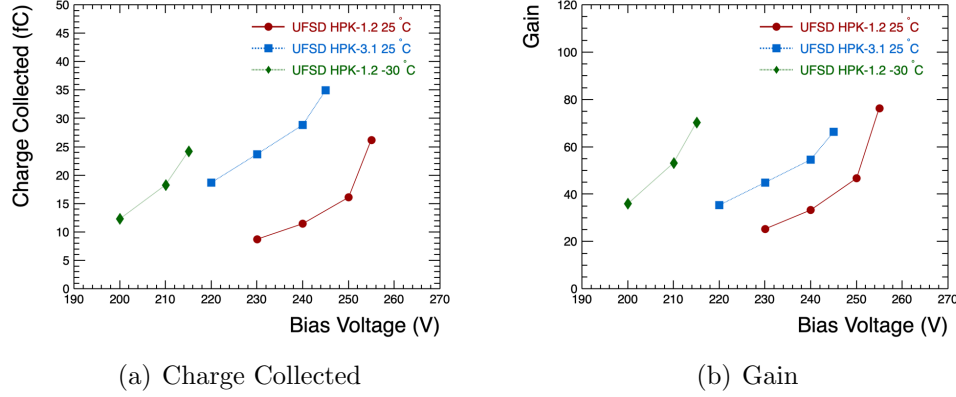 Charge Collected (fC)
50
45
40
35
30
25
20
15
10
5
0
UFSD HPK-1.2 25 °C
UFSD HPK-3.1 25 °C
UFSD HPK-1.2 -30 °C
190 200 210 220 230 240 250 260 270
Bias Voltage (V)
(a) Charge Collected
Gain
120
100
80
60
40
20
0
UFSD HPK-1.2 25 °C
UFSD HPK-3.1 25 °C
UFSD HPK-1.2 -30 °C
190 200 210 220 230 240 250 260 270
Bias Voltage (V)
(b) Gain